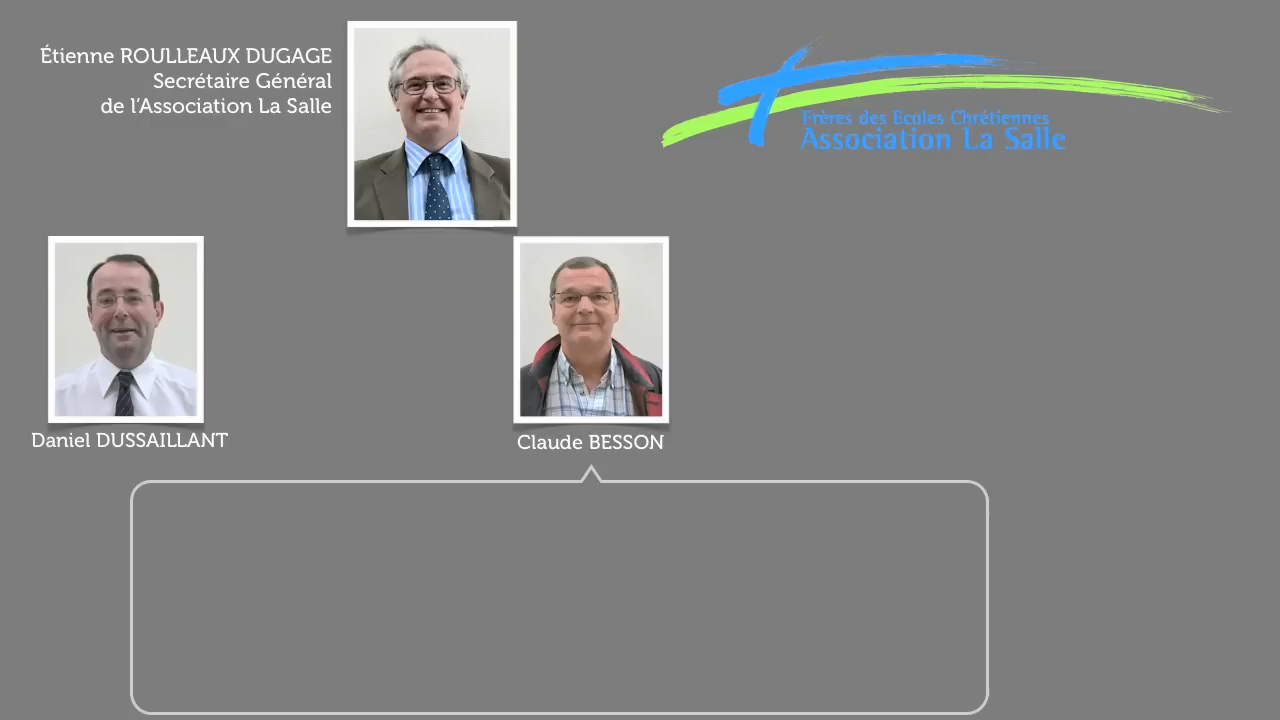 Étienne ROULLEAUX DUGAGE
Secrétaire Général
de l'Association La Salle
Frères des Ecoles Chrétiennes
Association La Salle
Daniel DUSSAILLANT
Claude BESSON